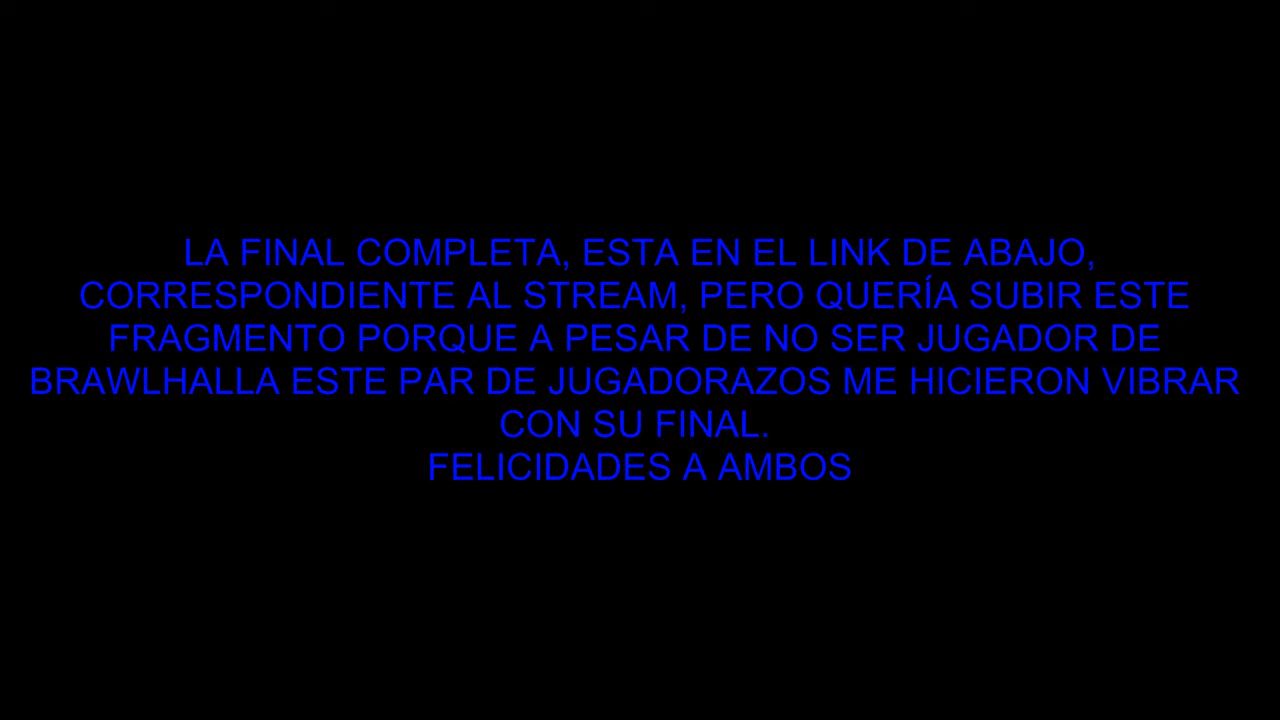 LA FINAL COMPLETA, ESTA EN EL LINK DE ABAJO,
CORRESPONDIENTE AL STREAM, PERO QUERÍA SUBIR ESTE
FRAGMENTO PORQUE A PESAR DE NO SER JUGADOR DE
BRAWLHALLA ESTE PAR DE JUGADORAZOS ME HICIERON VIBRAR
CON SU FINAL.
FELICIDADES A AMBOS